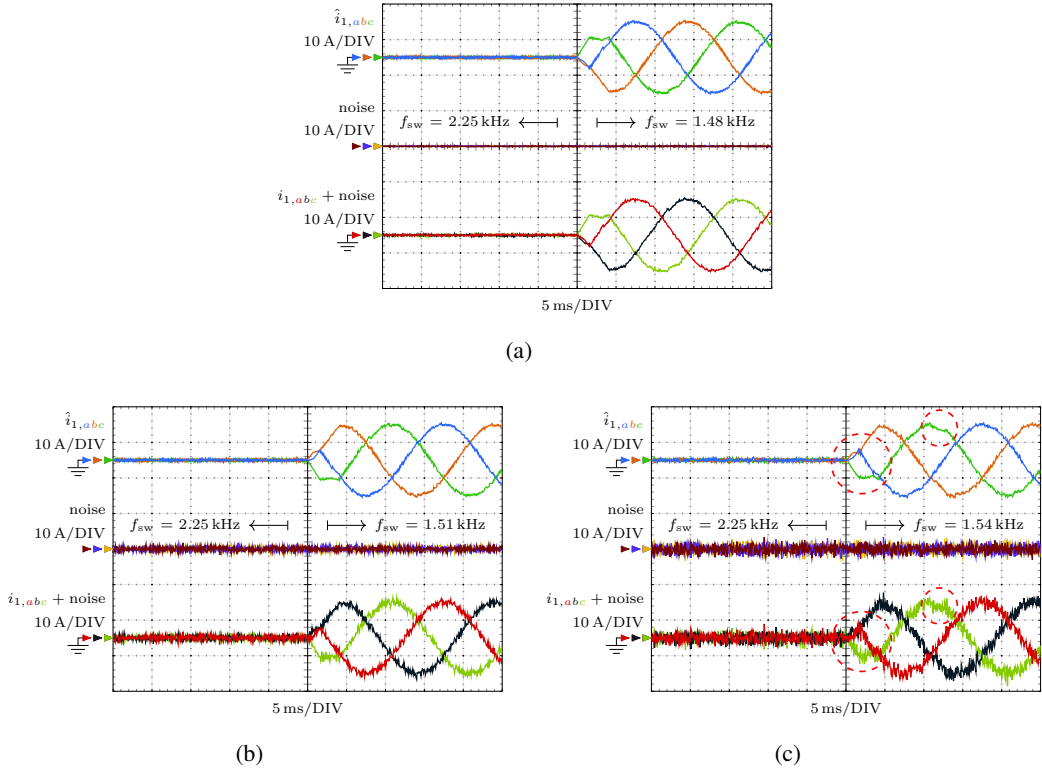 î₁,abc
10 A/DIV
noise
10 A/DIV
fsw = 2.25 kHz ← → fsw = 1.48 kHz
i₁,abc + noise
10 A/DIV
5 ms/DIV
(a)
î₁,abc
10 A/DIV
noise
10 A/DIV
fsw = 2.25 kHz ← → fsw = 1.51 kHz
i₁,abc + noise
10 A/DIV
5 ms/DIV
(b)
î₁,abc
10 A/DIV
noise
10 A/DIV
fsw = 2.25 kHz ← → fsw = 1.54 kHz
i₁,abc + noise
10 A/DIV
5 ms/DIV
(c)